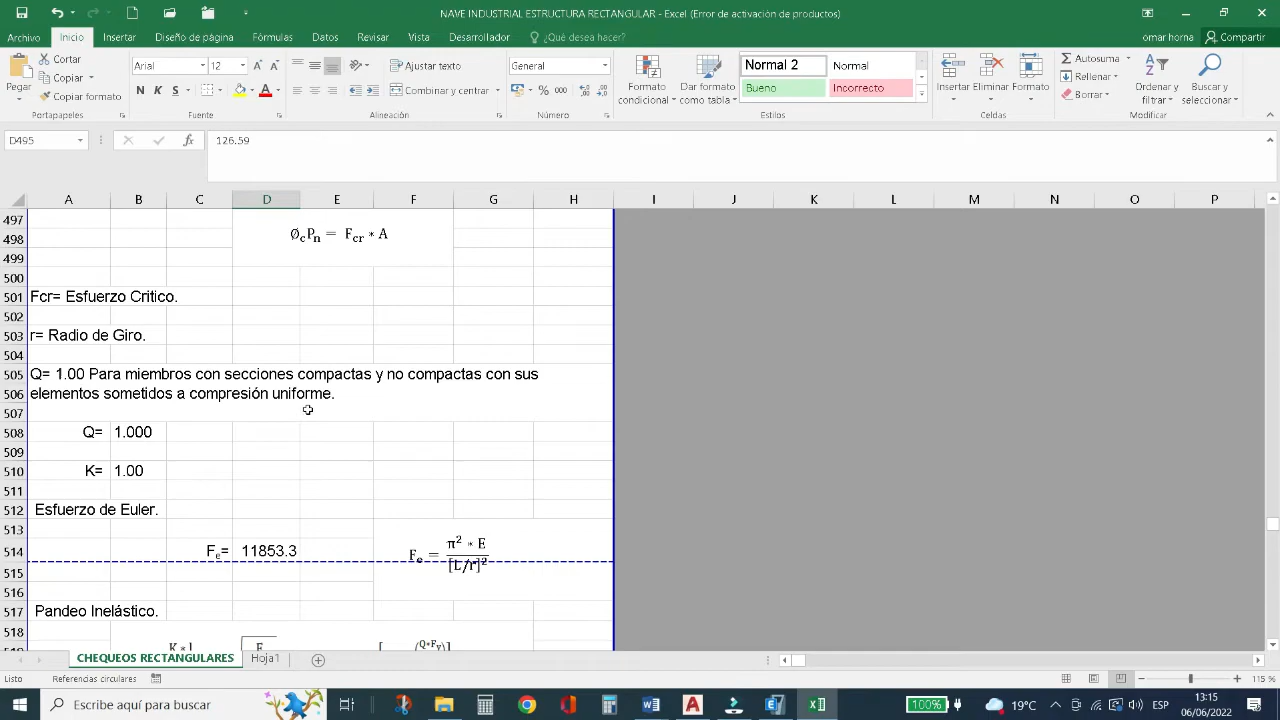 NAVE INDUSTRIAL ESTRUCTURA RECTANGULAR - Excel (Error de activación de productos)
Archivo Inicio Insertar Diseño de página Fórmulas Datos Revisar Vista Desarrollador ¿Qué desea hacer? omar horna Compartir
Pegar Cortar Copiar Copiar formato
Arial 12 N K S
Ajustar texto
Combinar y centrar
General
% 000
Formato condicional Dar formato como tabla
Normal 2 Normal
Bueno Incorrecto
Insertar Eliminar Formato
Autosuma
Rellenar
Borrar
Ordenar y filtrar Buscar y seleccionar
Portapapeles Fuente Alineación Número Estilos Celdas Modificar
D495 fx 126.59
A B C D E F G H I J K L M N O P
497
498 ØcPn = Fcr * A
499
500
501 Fcr= Esfuerzo Critico.
502
503 r= Radio de Giro.
504
505 Q= 1.00 Para miembros con secciones compactas y no compactas con sus
506 elementos sometidos a compresión uniforme.
507
508 Q= 1.000
509
510 K= 1.00
511
512 Esfuerzo de Euler.
513
514 Fe= 11853.3 Fe = π² * E / [L/r]²
515
516
517 Pandeo Inelástico.
518
CHEQUEOS RECTANGULARES Hoja1
Listo Referencias circulares 115 %
Escribe aquí para buscar 100% 19°C ESP 13:15
06/06/2022